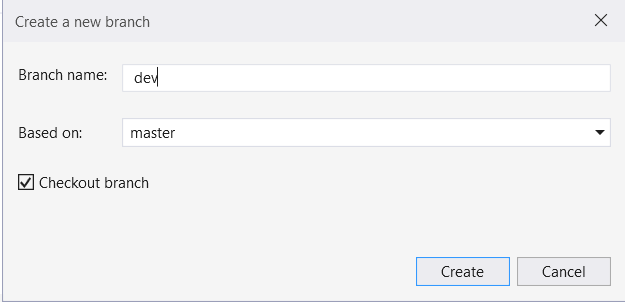 Create a new branch
Branch name: dev
Based on: master
Checkout branch
Create Cancel